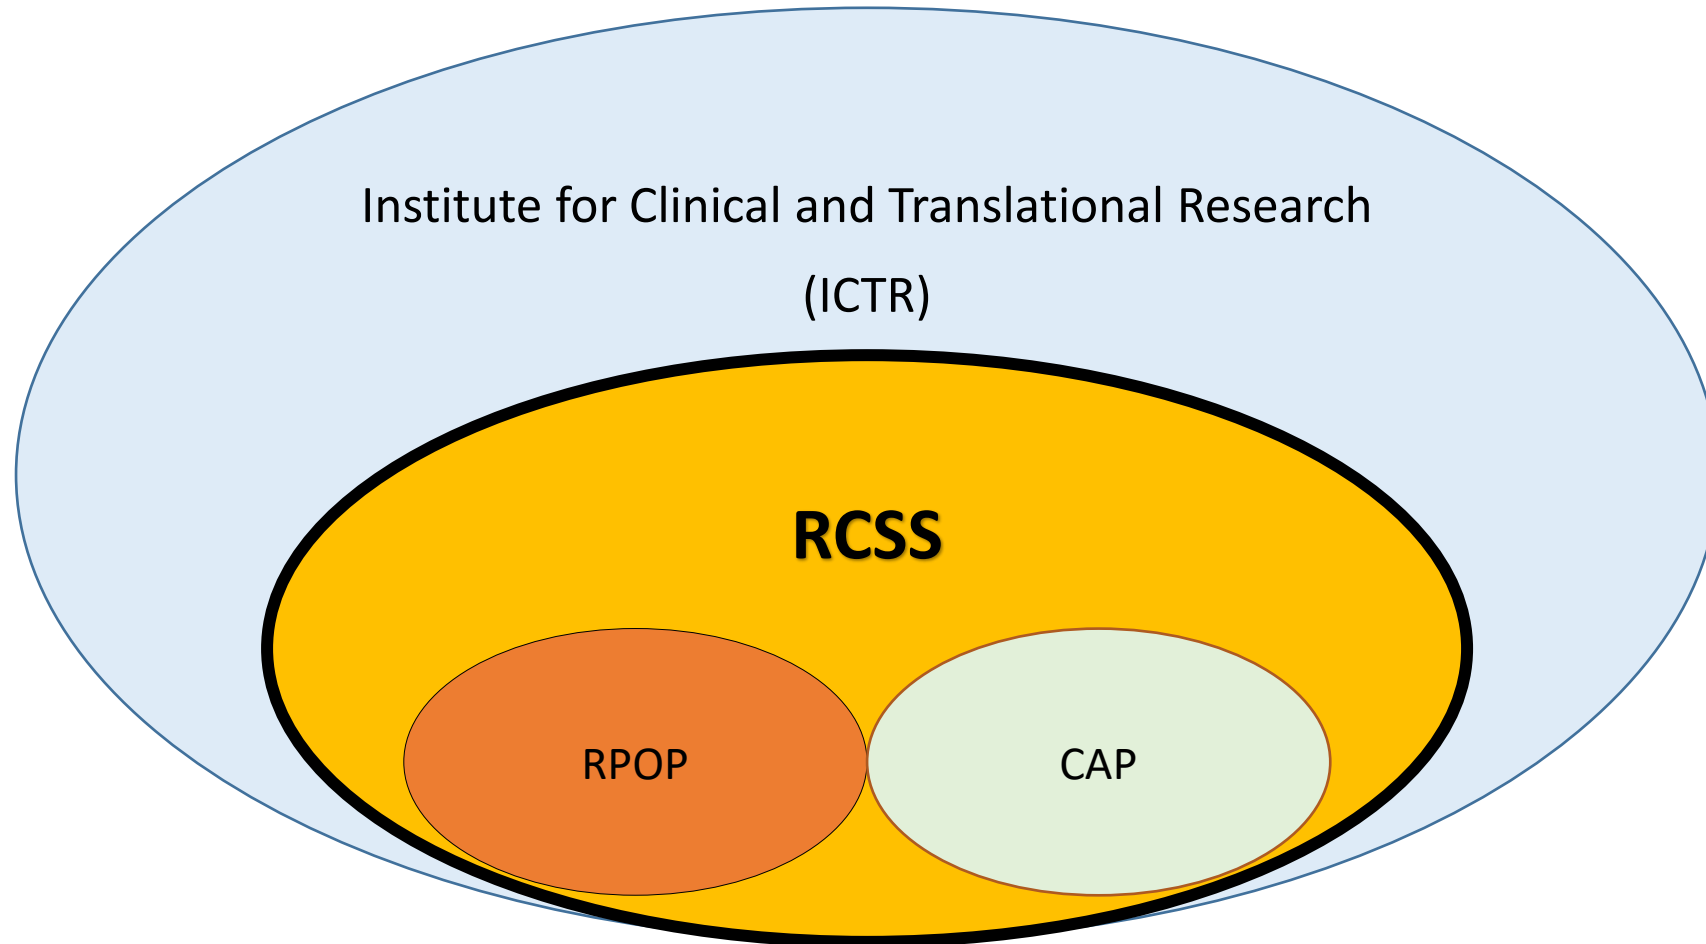 Institute for Clinical and Translational Research
(ICTR)
RCSS
RPOP
CAP